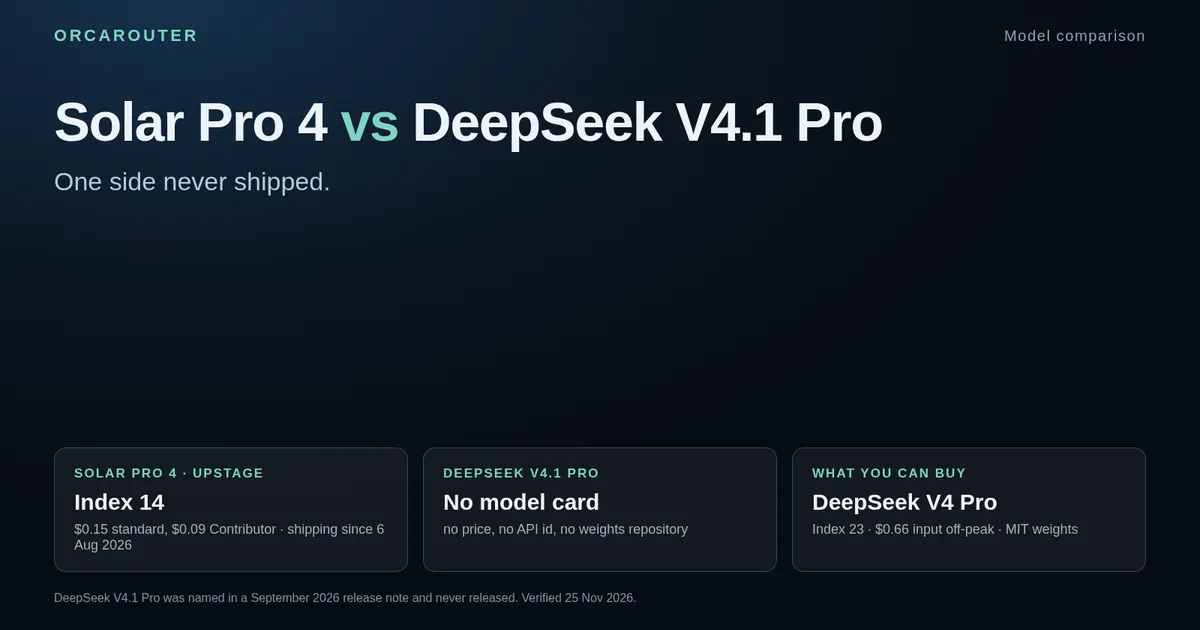 ORCAROUTER
Model comparison
Solar Pro 4 vs DeepSeek V4.1 Pro
One side never shipped.
SOLAR PRO 4 · UPSTAGE
Index 14
$0.15 standard, $0.09 Contributor · shipping since 6
Aug 2026
DEEPSEEK V4.1 PRO
No model card
no price, no API id, no weights repository
WHAT YOU CAN BUY
DeepSeek V4 Pro
Index 23 · $0.66 input off-peak · MIT weights
DeepSeek V4.1 Pro was named in a September 2026 release note and never released. Verified 25 Nov 2026.